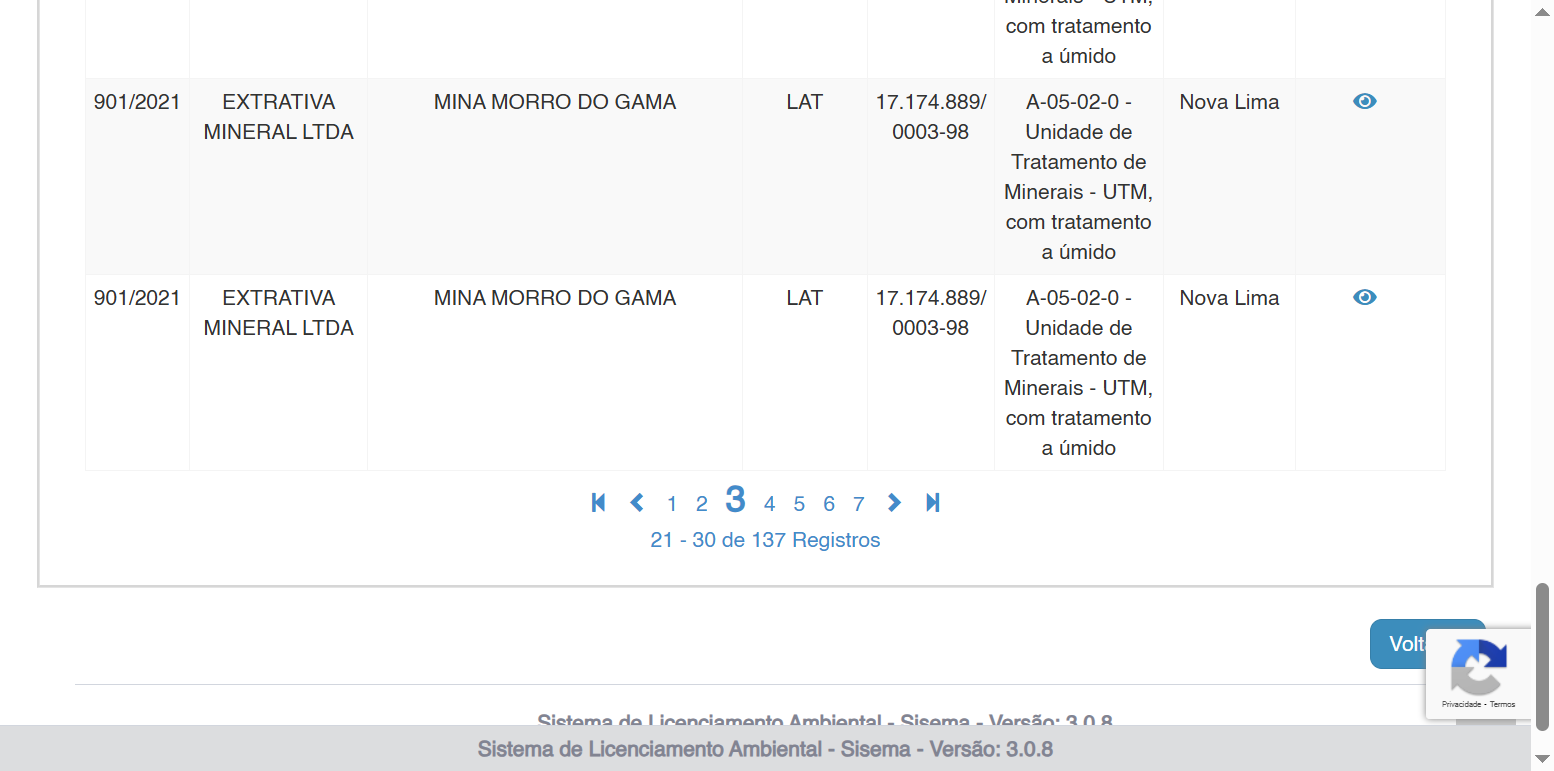 Minerais - UTM,
com tratamento
a úmido
901/2021 EXTRATIVA MINA MORRO DO GAMA LAT 17.174.889/ A-05-02-0 - Nova Lima
MINERAL LTDA 0003-98 Unidade de
Tratamento de
Minerais - UTM,
com tratamento
a úmido
901/2021 EXTRATIVA MINA MORRO DO GAMA LAT 17.174.889/ A-05-02-0 - Nova Lima
MINERAL LTDA 0003-98 Unidade de
Tratamento de
Minerais - UTM,
com tratamento
a úmido
1 2 3 4 5 6 7
21 - 30 de 137 Registros
Privacidade - Termos
Sistema de Licenciamento Ambiental - Sisema - Versão: 3.0.8
Sistema de Licenciamento Ambiental - Sisema - Versão: 3.0.8